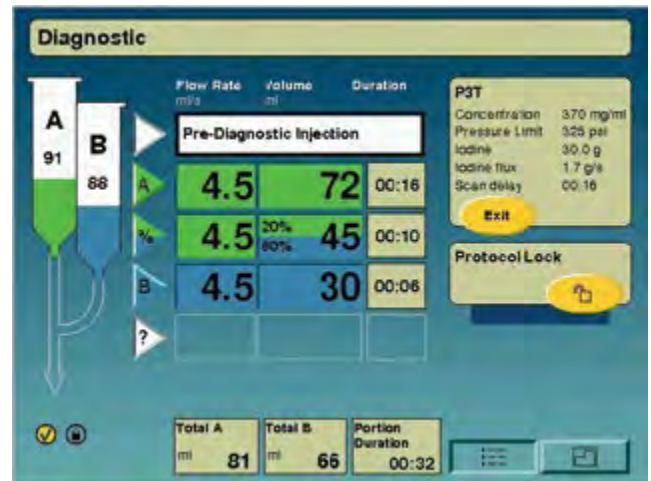 Diagnostic
Flow Rate Volume Duration
ml/s ml
A
91
B
88
Pre-Diagnostic Injection
A 4.5 72 00:16
% 4.5 20% 80% 45 00:10
B 4.5 30 00:06
?
Total A
ml 81
Total B
ml 66
Portion Duration
00:32
P3T
Concentration 370 mg/ml
Pressure Limit 325 psi
Iodine 30.0 g
Iodine flux 1.7 g/s
Scan delay 00:16
Exit
Protocol Lock